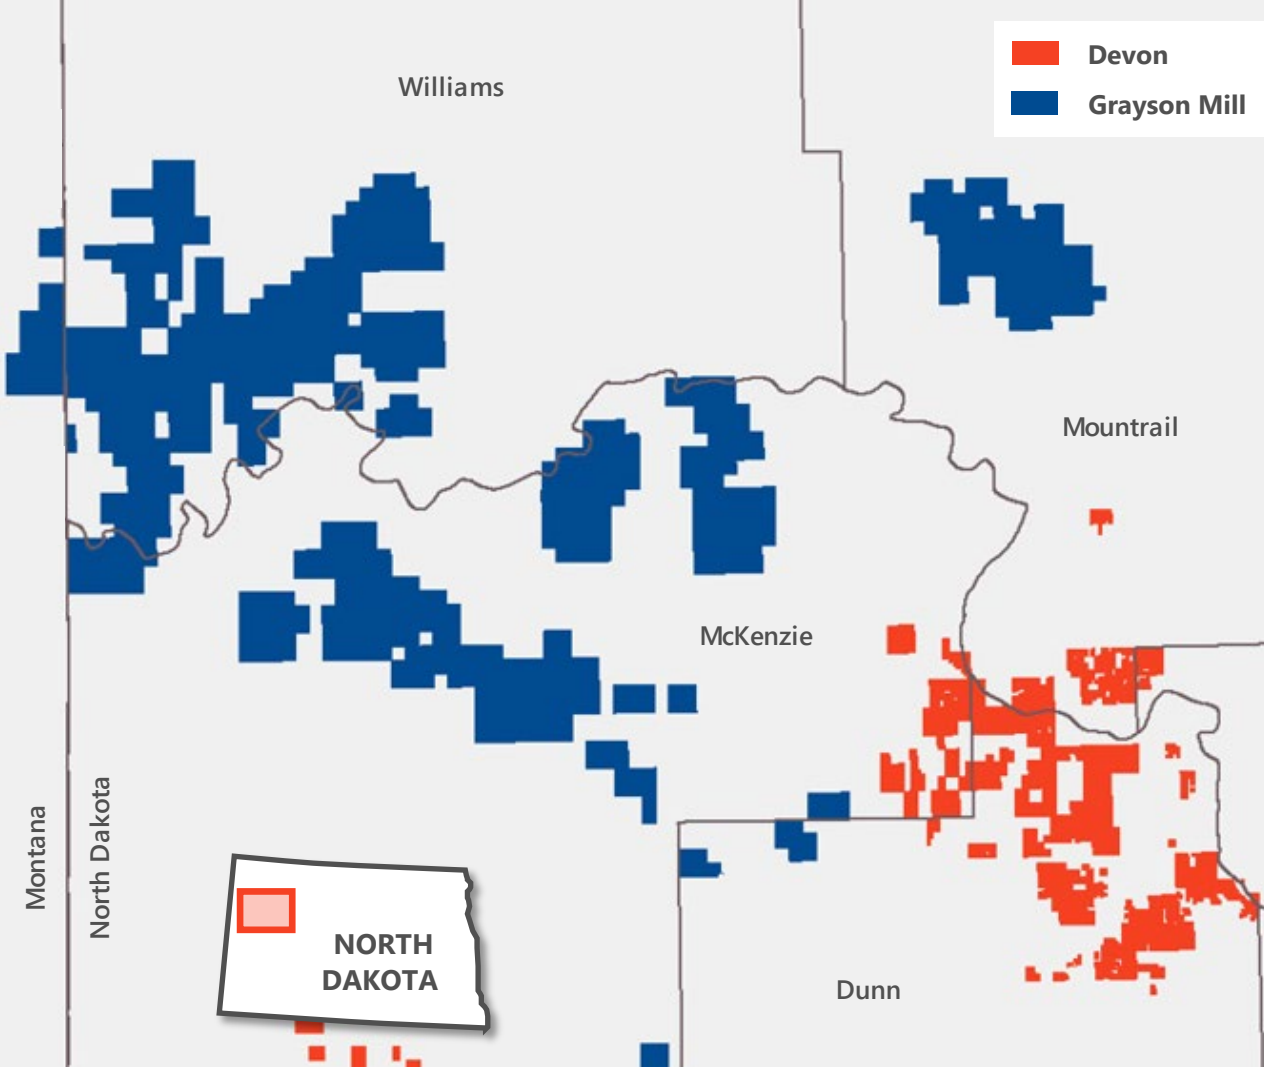 Devon
Grayson Mill
Williams
Mountrail
McKenzie
Montana
North Dakota
NORTH
DAKOTA
Dunn